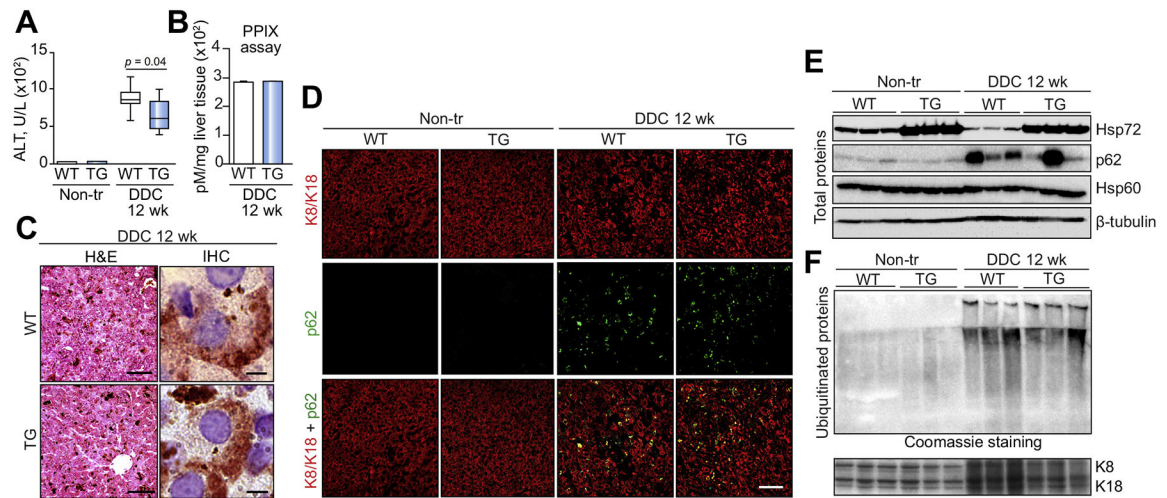 A
ALT, U/L (x10²)
15
10
5
0
p = 0.04
WT TG WT TG
Non-tr DDC
12 wk
B
PPIX
assay
pM/mg liver tissue (x10²)
4
3
2
1
0
WT TG
DDC
12 wk
C
DDC 12 wk
H&E IHC
WT
TG
D
Non-tr DDC 12 wk
WT TG WT TG
K8/K18
p62
K8/K18 + p62
E
Non-tr DDC 12 wk
WT TG WT TG
Total proteins
Hsp72
p62
Hsp60
β-tubulin
F
Non-tr DDC 12 wk
WT TG WT TG
Ubiquitinated proteins
Coomassie staining
K8
K18